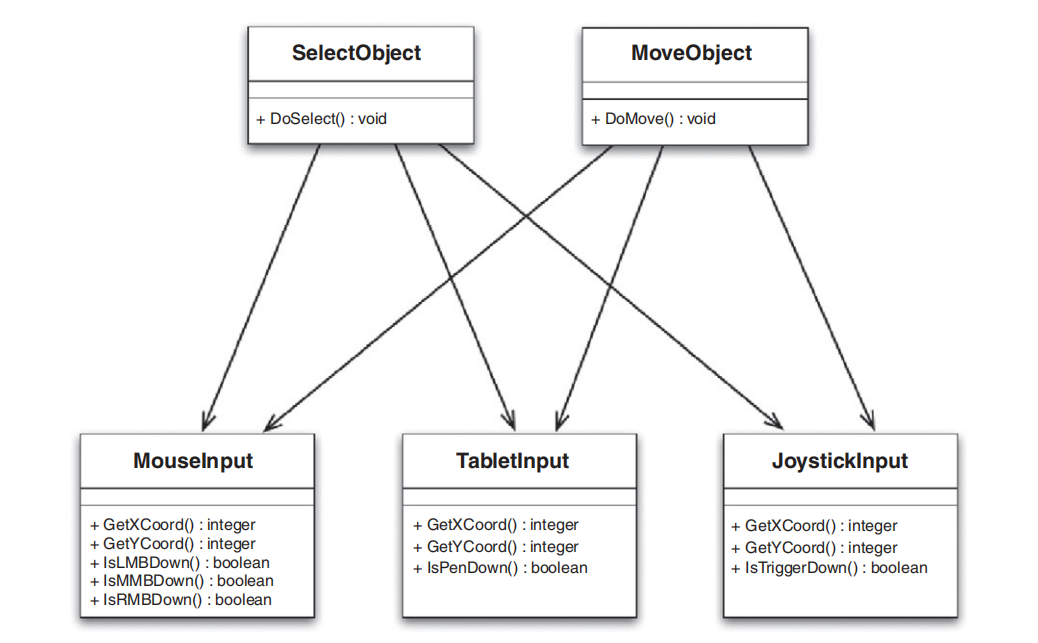 SelectObject
+ DoSelect() : void
MoveObject
+ DoMove() : void
MouseInput
+ GetXCoord() : integer
+ GetYCoord() : integer
+ IsLMBDown() : boolean
+ IsMMBDown() : boolean
+ IsRMBDown() : boolean
TabletInput
+ GetXCoord() : integer
+ GetYCoord() : integer
+ IsPenDown() : boolean
JoystickInput
+ GetXCoord() : integer
+ GetYCoord() : integer
+ IsTriggerDown() : boolean